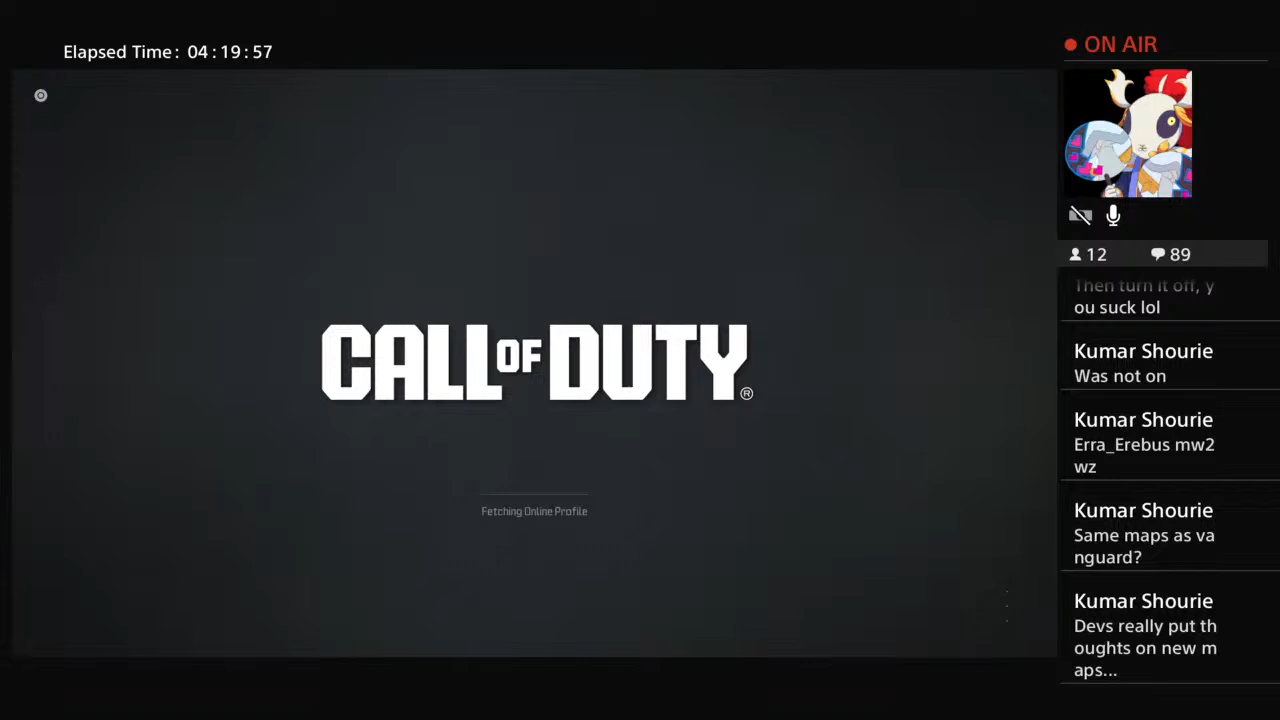 Elapsed Time: 04:19:57
ON AIR
CALL OF DUTY®
Fetching Online Profile
12 89
Then turn it off, y
ou suck lol
Kumar Shourie
Was not on
Kumar Shourie
Erra_Erebus mw2
wz
Kumar Shourie
Same maps as va
nguard?
Kumar Shourie
Devs really put th
oughts on new m
aps...